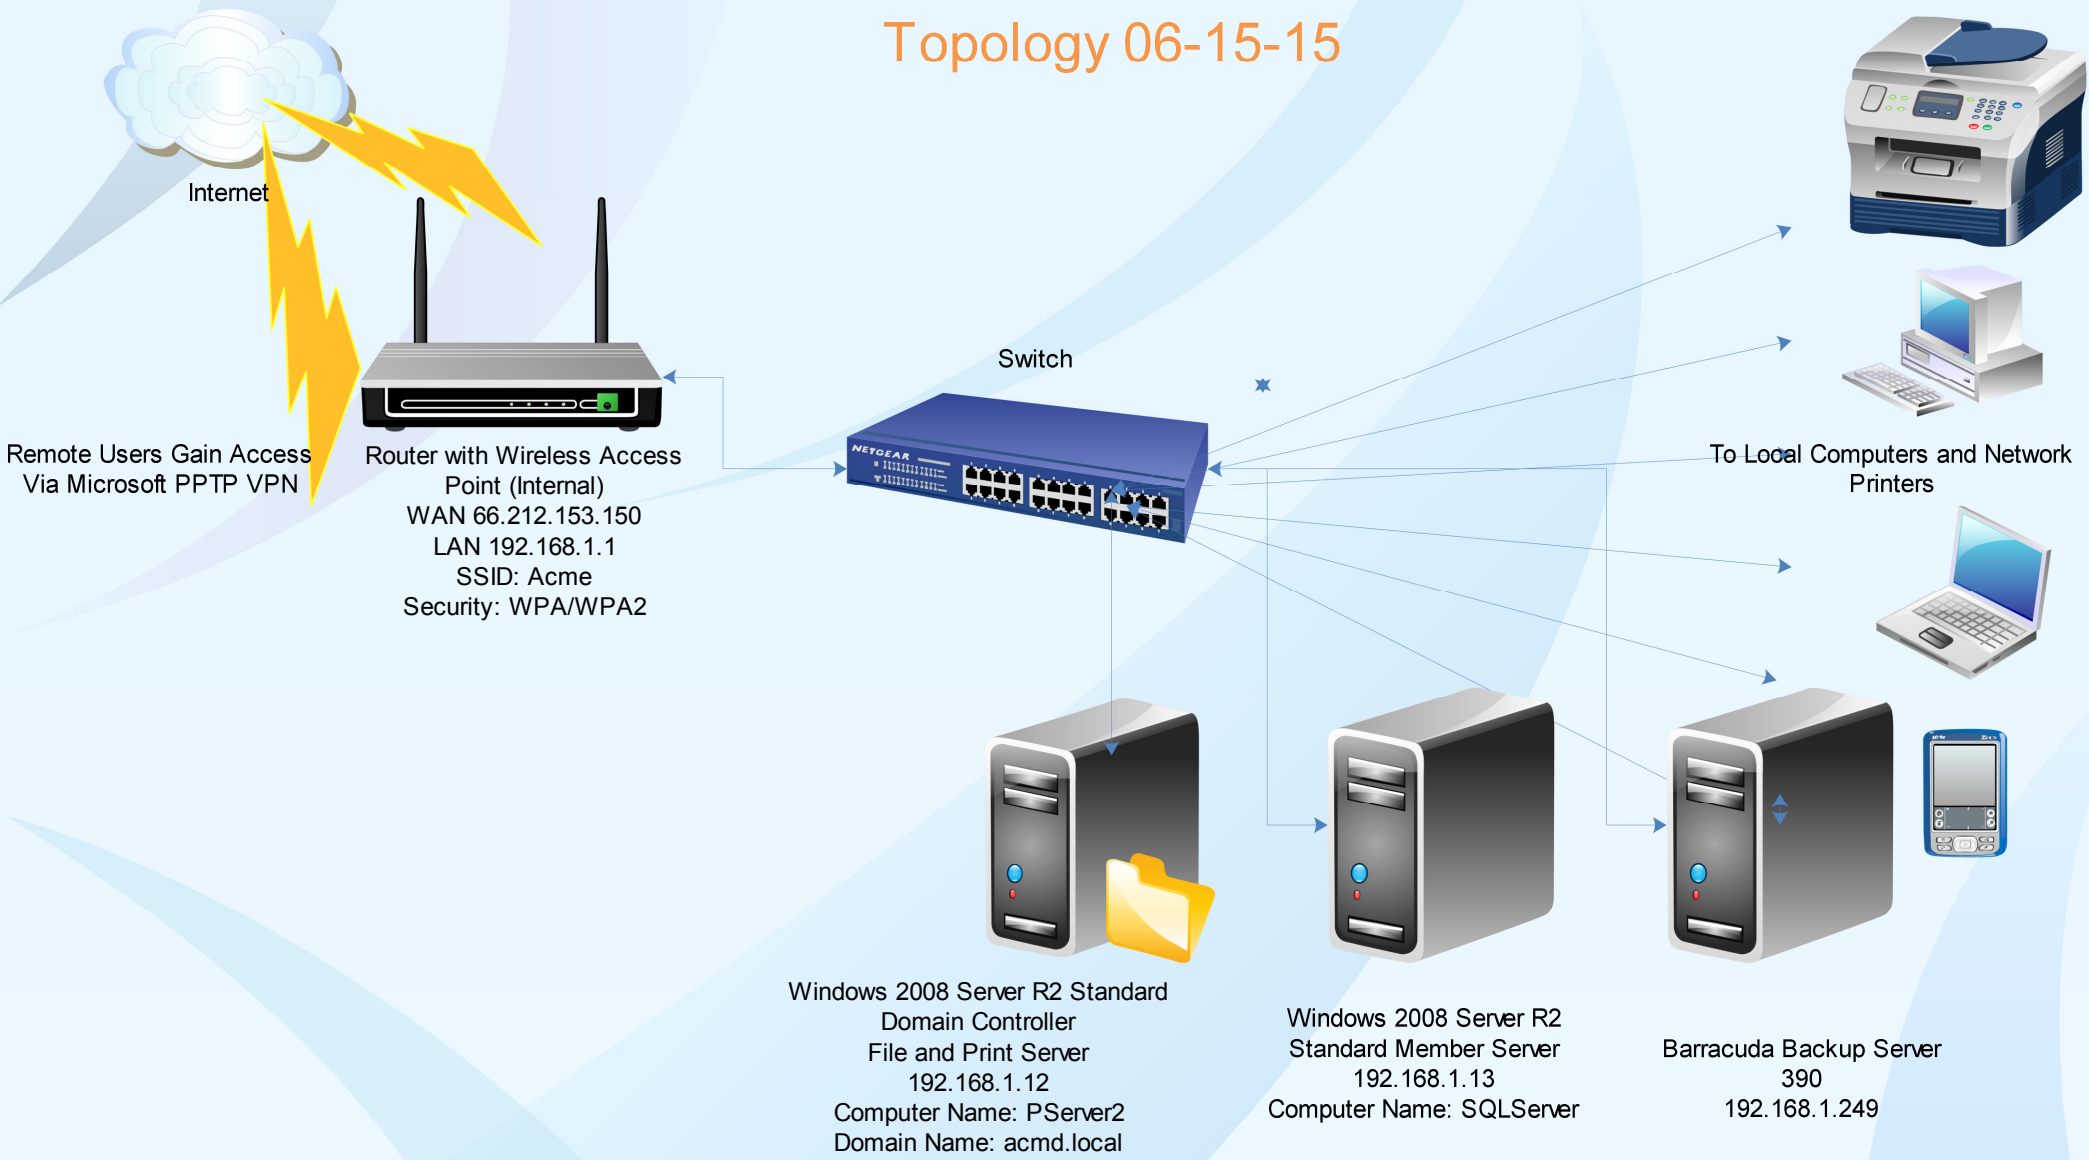 Topology 06-15-15
Internet
Switch
NETGEAR
Remote Users Gain Access
Via Microsoft PPTP VPN
Router with Wireless Access
Point (Internal)
WAN 66.212.153.150
LAN 192.168.1.1
SSID: Acme
Security: WPA/WPA2
To Local Computers and Network
Printers
Windows 2008 Server R2 Standard
Domain Controller
File and Print Server
192.168.1.12
Computer Name: PServer2
Domain Name: acmd.local
Windows 2008 Server R2
Standard Member Server
192.168.1.13
Computer Name: SQLServer
Barracuda Backup Server
390
192.168.1.249